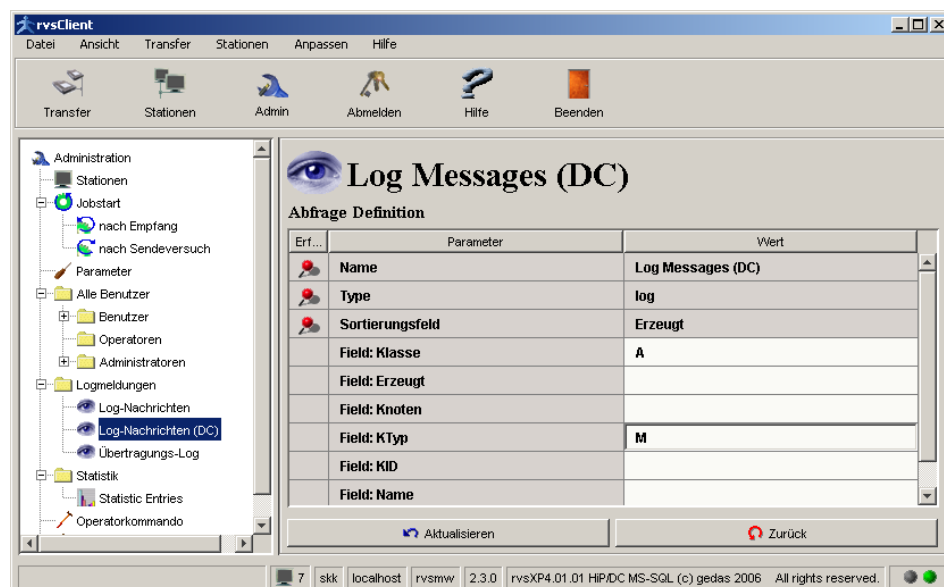 rvsClient
Datei Ansicht Transfer Stationen Anpassen Hilfe
Transfer Stationen Admin Abmelden Hilfe Beenden
Administration
Stationen
Jobstart
nach Empfang
nach Sendeversuch
Parameter
Alle Benutzer
Benutzer
Operatoren
Administratoren
Logmeldungen
Log-Nachrichten
Log-Nachrichten (DC)
Übertragungs-Log
Statistik
Statistic Entries
Operatorkommando
Log Messages (DC)
Abfrage Definition
Erf... Parameter Wert
Name Log Messages (DC)
Type log
Sortierungsfeld Erzeugt
Field: Klasse A
Field: Erzeugt
Field: Knoten
Field: KTyp M
Field: KID
Field: Name
Aktualisieren Zurück
7 skk localhost rvsmw 2.3.0 rvsXP4.01.01 HiP/DC MS-SQL (c) gedas 2006 All rights reserved.